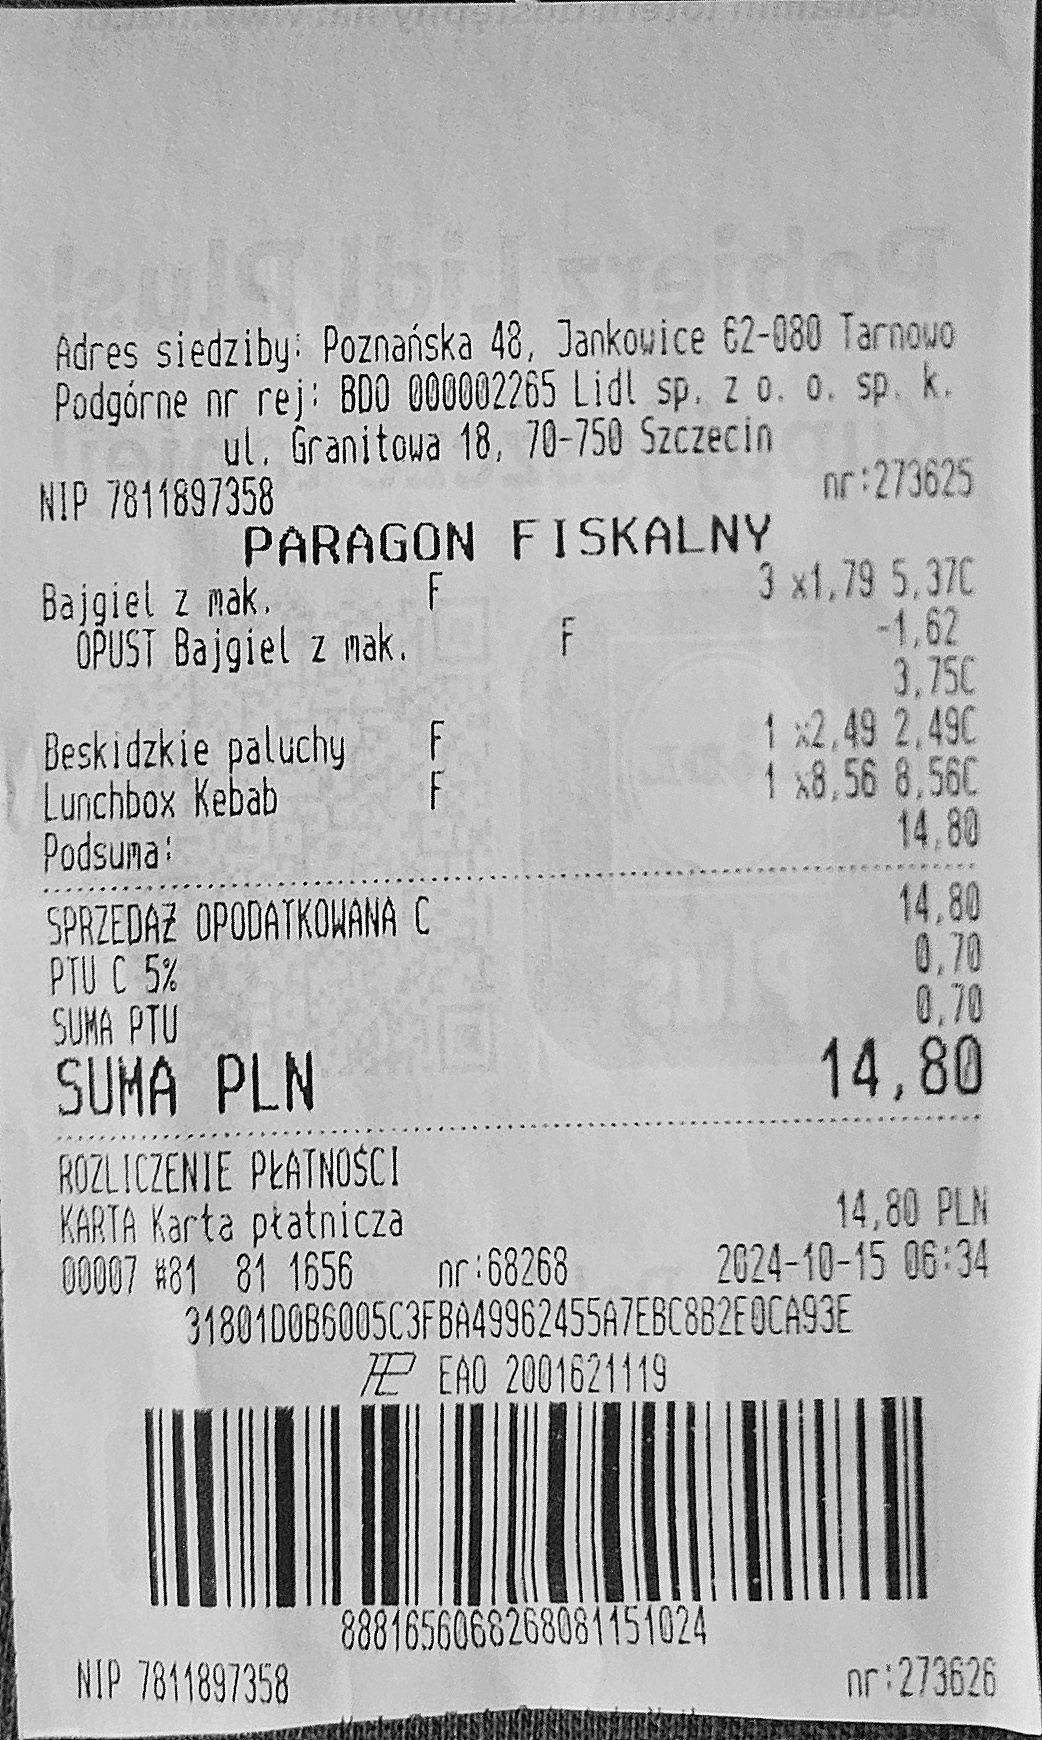 Adres siedziby: Poznańska 48, Jankowice 62-080 Tarnowo
Podgórne nr rej: BDO 000002265 Lidl sp. z o. o. sp. k.
ul. Granitowa 18, 70-750 Szczecin
NIP 7811897358 nr:273625
PARAGON FISKALNY
Bajgiel z mak. F 3 x1,79 5,37C
OPUST Bajgiel z mak. F -1,62
3,75C
Beskidzkie paluchy F 1 x2,49 2,49C
Lunchbox Kebab F 1 x8,56 8,56C
Podsuma: 14,80
SPRZEDAŻ OPODATKOWANA C 14,80
PTU C 5% 0,70
SUMA PTU 0,70
SUMA PLN 14,80
ROZLICZENIE PŁATNOŚCI
KARTA Karta płatnicza 14,80 PLN
00007 #81 81 1656 nr:68268 2024-10-15 06:34
31801D0B6005C3FBA49962455A7EBC8B2E0CA93E
EAO 2001621119
8881656068268081151024
NIP 7811897358 nr:273626